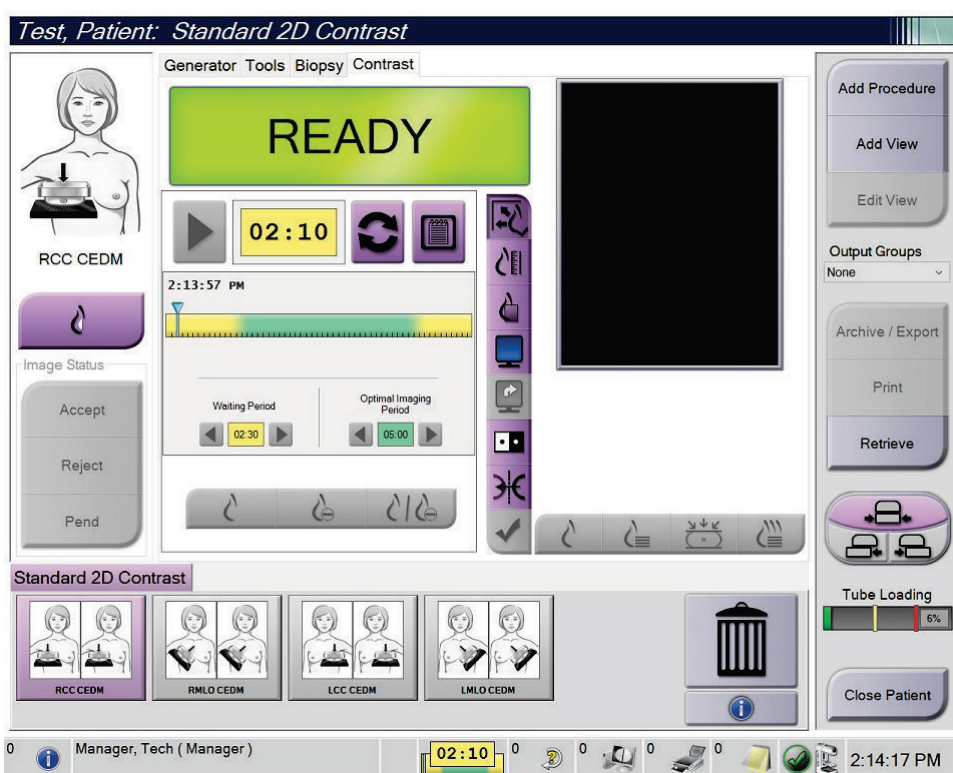 Test, Patient: Standard 2D Contrast
Generator Tools Biopsy Contrast
READY
02:10
RCC CEDM
2:13:57 PM
Image Status
Accept
Reject
Pend
Waiting Period
02:30
Optimal Imaging
Period
05:00
Add Procedure
Add View
Edit View
Output Groups
None
Archive / Export
Print
Retrieve
Tube Loading
6%
Close Patient
Standard 2D Contrast
RCC CEDM
RMLO CEDM
LCC CEDM
LMLO CEDM
0 Manager, Tech ( Manager ) 02:10 0 0 0 0 2:14:17 PM